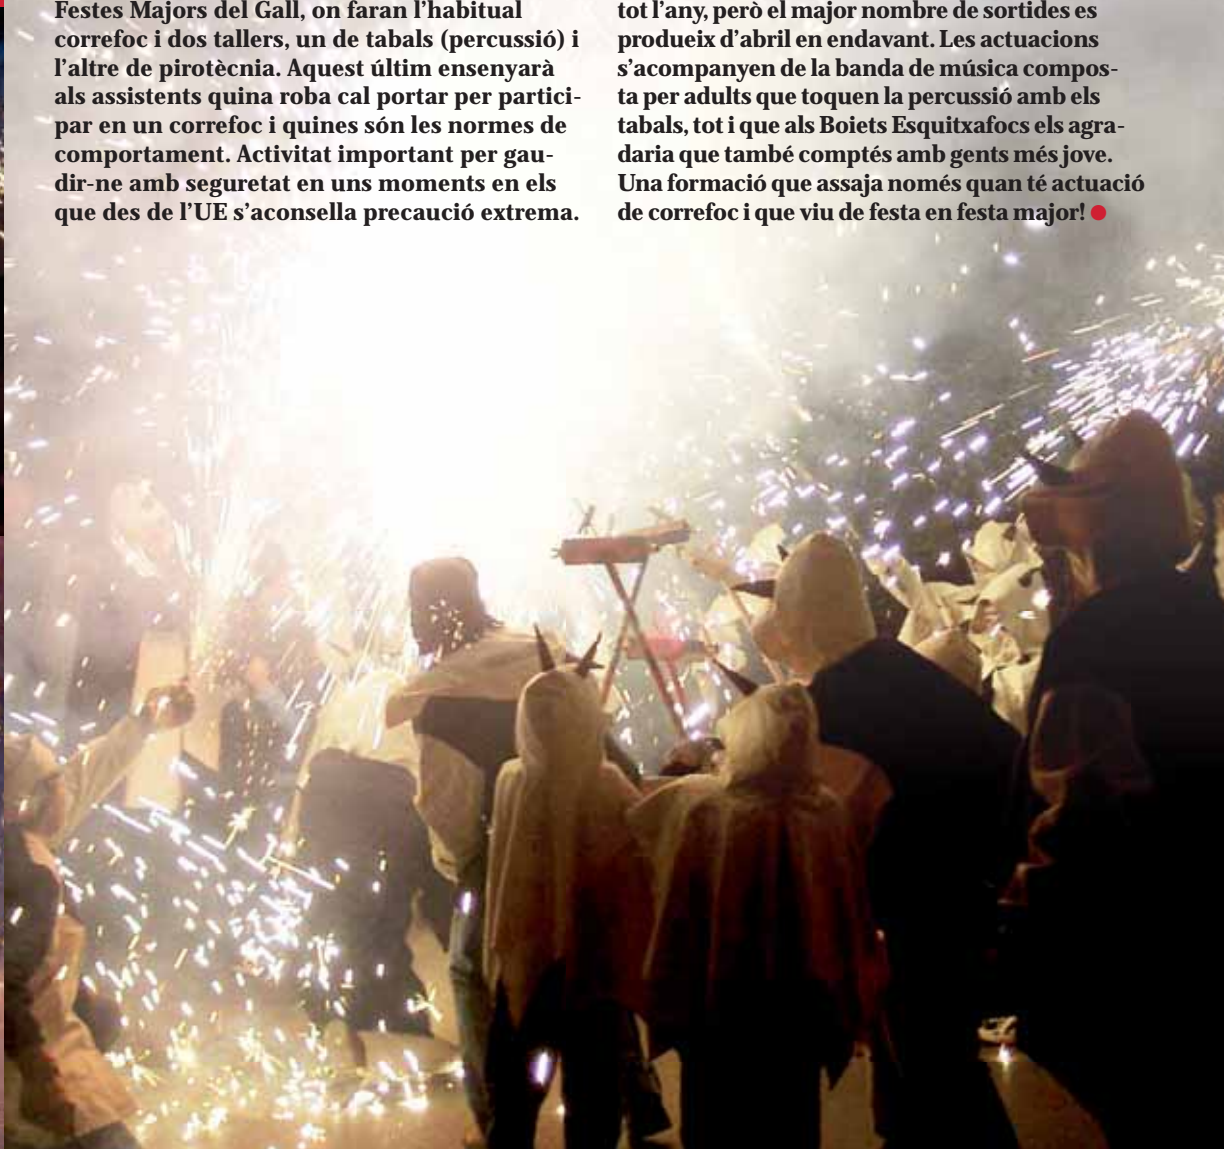 Festes Majors del Gall, on faran l’habitual
correfoc i dos tallers, un de tabals (percussió) i
l’altre de pirotècnia. Aquest últim ensenyarà
als assistents quina roba cal portar per partici-
par en un correfoc i quines són les normes de
comportament. Activitat important per gau-
dir-ne amb seguretat en uns moments en els
que des de l’UE s’aconsella precaució extrema.
tot l’any, però el major nombre de sortides es
produeix d’abril en endavant. Les actuacions
s’acompanyen de la banda de música compos-
ta per adults que toquen la percussió amb els
tabals, tot i que als Boiets Esquitxafocs els agra-
daria que també comptés amb gents més jove.
Una formació que assaja només quan té actuació
de correfoc i que viu de festa en festa major!